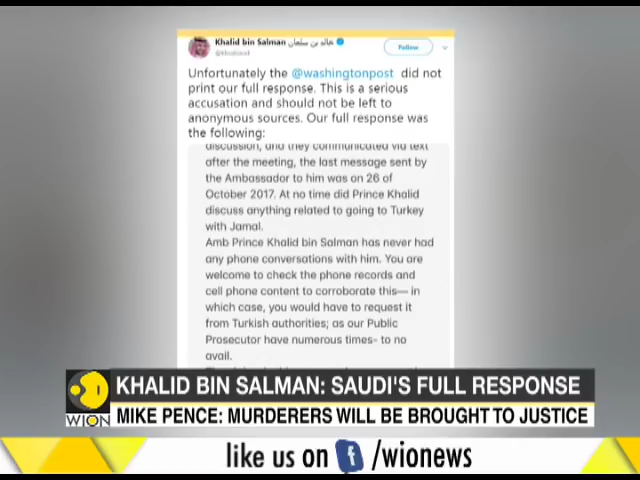 Khalid bin Salman خالد بن سلمان
Follow
Unfortunately the @washingtonpost did not
print our full response. This is a serious
accusation and should not be left to
anonymous sources. Our full response was
the following:
discussion, and they communicated via text
after the meeting, the last message sent by
the Ambassador to him was on 26 of
October 2017. At no time did Prince Khalid
discuss anything related to going to Turkey
with Jamal.
Amb Prince Khalid bin Salman has never had
any phone conversations with him. You are
welcome to check the phone records and
cell phone content to corroborate this— in
which case, you would have to request it
from Turkish authorities; as our Public
Prosecutor have numerous times- to no
avail.
KHALID BIN SALMAN: SAUDI'S FULL RESPONSE
WION
MIKE PENCE: MURDERERS WILL BE BROUGHT TO JUSTICE
like us on f /wionews